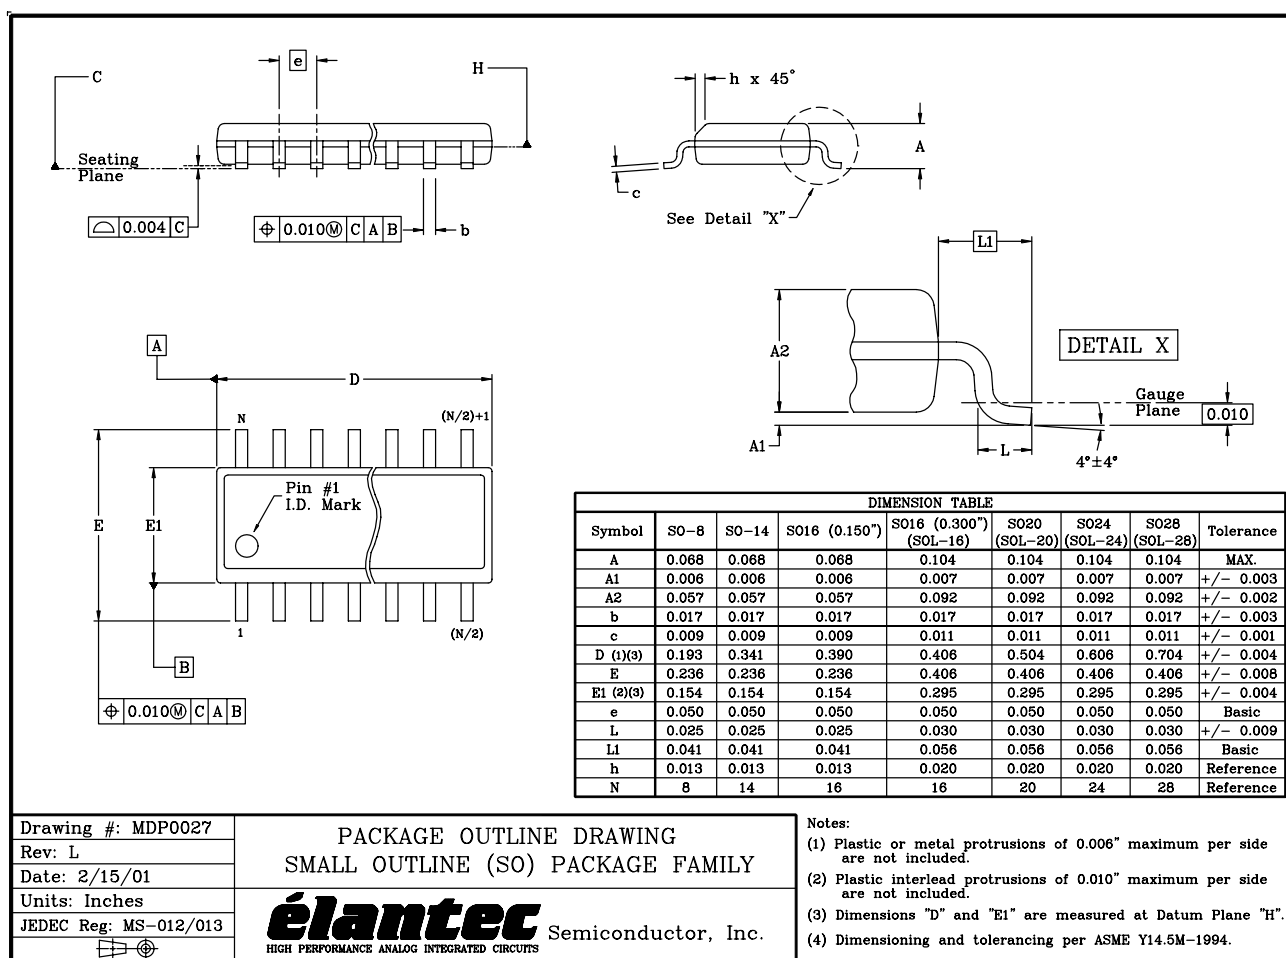 C
e
H
Seating
Plane
0.004 C
0.010Ⓜ C A B
b
h x 45°
A
c
See Detail "X"
L1
A2
DETAIL X
Gauge
Plane
0.010
A1
L
4°±4°
A
D
N
(N/2)+1
Pin #1
I.D. Mark
E
E1
1
(N/2)
B
0.010Ⓜ C A B
DIMENSION TABLE
Symbol SO-8 SO-14 SO16 (0.150") SO16 (0.300") (SOL-16) SO20 (SOL-20) SO24 (SOL-24) SO28 (SOL-28) Tolerance
A 0.068 0.068 0.068 0.104 0.104 0.104 0.104 MAX.
A1 0.006 0.006 0.006 0.007 0.007 0.007 0.007 +/- 0.003
A2 0.057 0.057 0.057 0.092 0.092 0.092 0.092 +/- 0.002
b 0.017 0.017 0.017 0.017 0.017 0.017 0.017 +/- 0.003
c 0.009 0.009 0.009 0.011 0.011 0.011 0.011 +/- 0.001
D (1)(3) 0.193 0.341 0.390 0.406 0.504 0.606 0.704 +/- 0.004
E 0.236 0.236 0.236 0.406 0.406 0.406 0.406 +/- 0.008
E1 (2)(3) 0.154 0.154 0.154 0.295 0.295 0.295 0.295 +/- 0.004
e 0.050 0.050 0.050 0.050 0.050 0.050 0.050 Basic
L 0.025 0.025 0.025 0.030 0.030 0.030 0.030 +/- 0.009
L1 0.041 0.041 0.041 0.056 0.056 0.056 0.056 Basic
h 0.013 0.013 0.013 0.020 0.020 0.020 0.020 Reference
N 8 14 16 16 20 24 28 Reference
Drawing #: MDP0027
Rev: L
Date: 2/15/01
Units: Inches
JEDEC Reg: MS-012/013
PACKAGE OUTLINE DRAWING
SMALL OUTLINE (SO) PACKAGE FAMILY
élantec Semiconductor, Inc.
HIGH PERFORMANCE ANALOG INTEGRATED CIRCUITS
Notes:
(1) Plastic or metal protrusions of 0.006" maximum per side
are not included.
(2) Plastic interlead protrusions of 0.010" maximum per side
are not included.
(3) Dimensions "D" and "E1" are measured at Datum Plane "H".
(4) Dimensioning and tolerancing per ASME Y14.5M-1994.